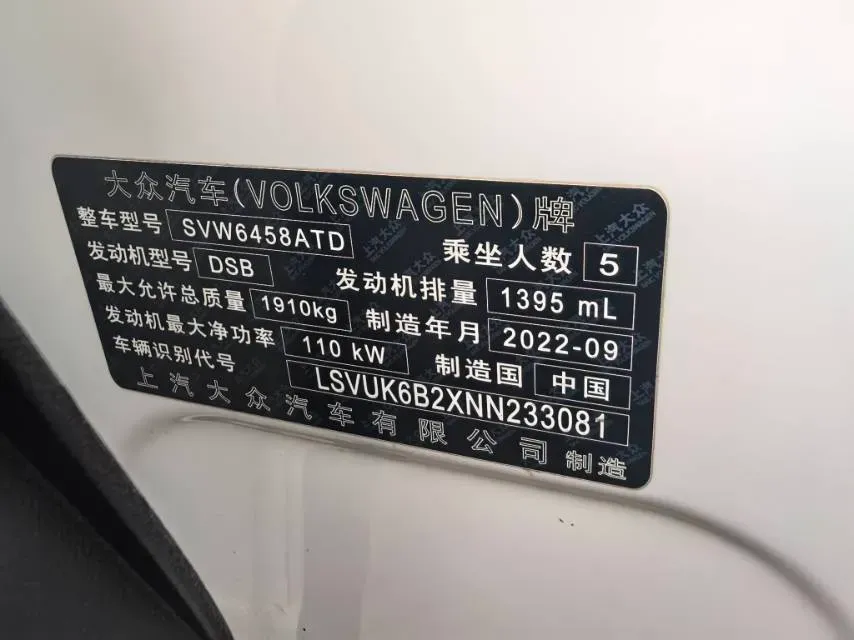 大众汽车(VOLKSWAGEN)牌
整车型号 SVW6458ATD 乘坐人数 5
发动机型号 DSB 发动机排量 1395 mL
最大允许总质量 1910kg 制造年月 2022-09
发动机最大净功率 110 kW 制造国 中国
车辆识别代号 LSVUK6B2XNN233081
上汽大众汽车有限公司 制造